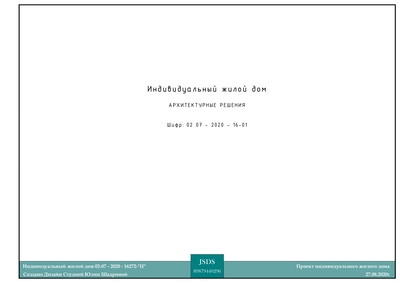 Индивидуальный жилой дом
АРХИТЕКТУРНЫЕ РЕШЕНИЯ
Шифр: 02 07 - 2020 - 16-01
JSDS
Индивидуальный жилой дом 02-07 - 2020 - 16272-"П"
Создано Дизайн Студией Юлии Шадриной
Проект индивидуального жилого дома
27.08.2020г